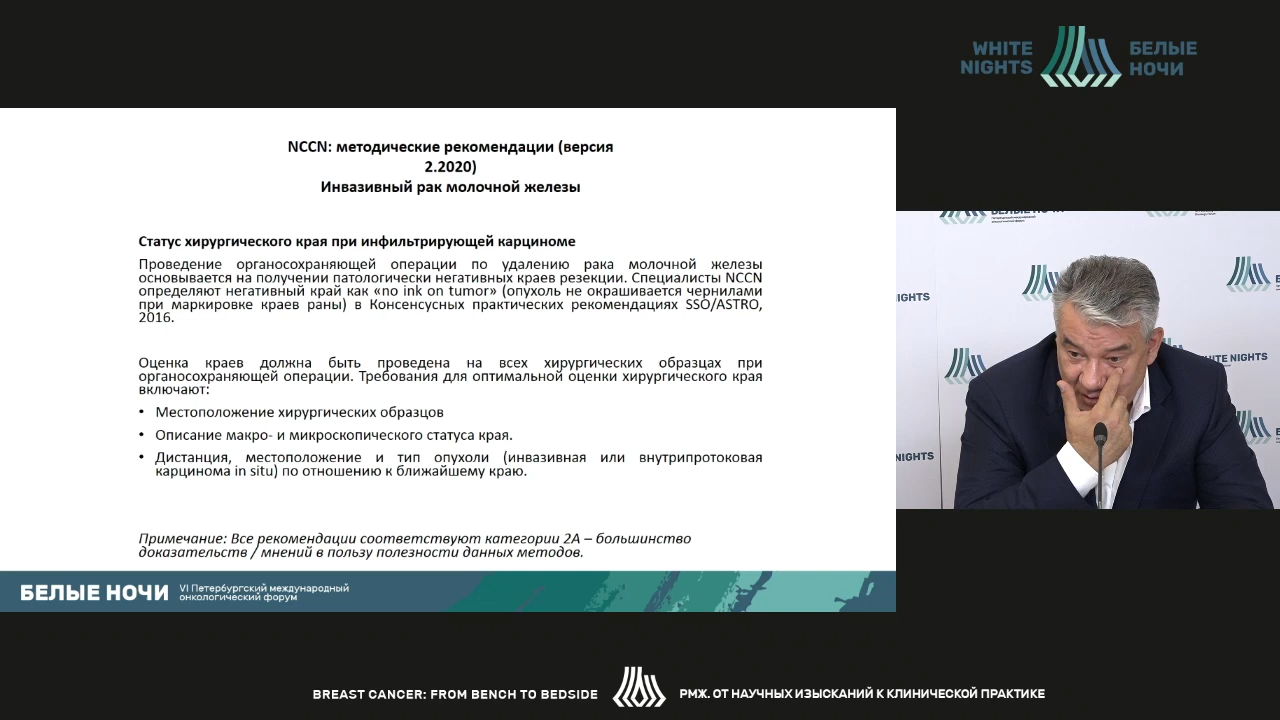 WHITE
NIGHTS
БЕЛЫЕ
НОЧИ
NCCN: методические рекомендации (версия
2.2020)
Инвазивный рак молочной железы
Статус хирургического края при инфильтрирующей карциноме
Проведение органосохраняющей операции по удалению рака молочной железы
основывается на получении патологически негативных краев резекции. Специалисты NCCN
определяют негативный край как «no ink on tumor» (опухоль не окрашивается чернилами
при маркировке краев раны) в Консенсусных практических рекомендациях SSO/ASTRO,
2016.
Оценка краев должна быть проведена на всех хирургических образцах при
органосохраняющей операции. Требования для оптимальной оценки хирургического края
включают:
• Местоположение хирургических образцов
• Описание макро- и микроскопического статуса края.
• Дистанция, местоположение и тип опухоли (инвазивная или внутрипротоковая
карцинома in situ) по отношению к ближайшему краю.
Примечание: Все рекомендации соответствуют категории 2А – большинство
доказательств / мнений в пользу полезности данных методов.
БЕЛЫЕ НОЧИ
VI Петербургский международный
онкологический форум
NIGHTS
WHITE NIGHTS
NIGHTS
BREAST CANCER: FROM BENCH TO BEDSIDE
РМЖ. ОТ НАУЧНЫХ ИЗЫСКАНИЙ К КЛИНИЧЕСКОЙ ПРАКТИКЕ